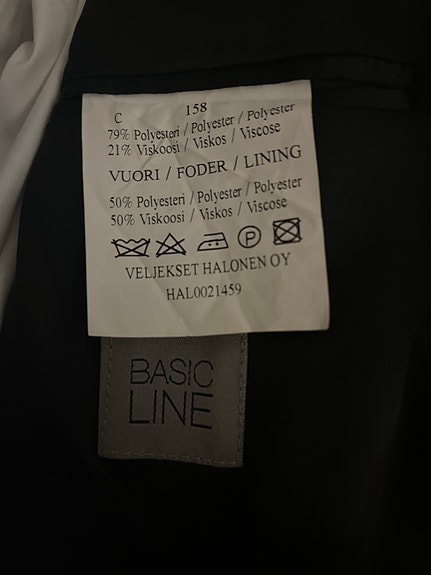 C 158
79% Polyesteri / Polyester / Polyester
21% Viskoosi / Viskos / Viscose
VUORI / FODER / LINING
50% Polyesteri / Polyester / Polyester
50% Viskoosi / Viskos / Viscose
P
VELJEKSET HALONEN OY
HAL0021459
BASIC
LINE